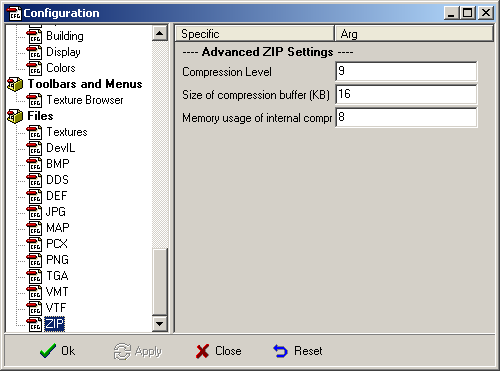 Configuration
Building
Display
Colors
Toolbars and Menus
Texture Browser
Files
Textures
DevIL
BMP
DDS
DEF
JPG
MAP
PCX
PNG
TGA
VMT
VTF
ZIP
Specific Arg
---- Advanced ZIP Settings ----
Compression Level 9
Size of compression buffer (KB) 16
Memory usage of internal compr 8
Ok Apply Close Reset